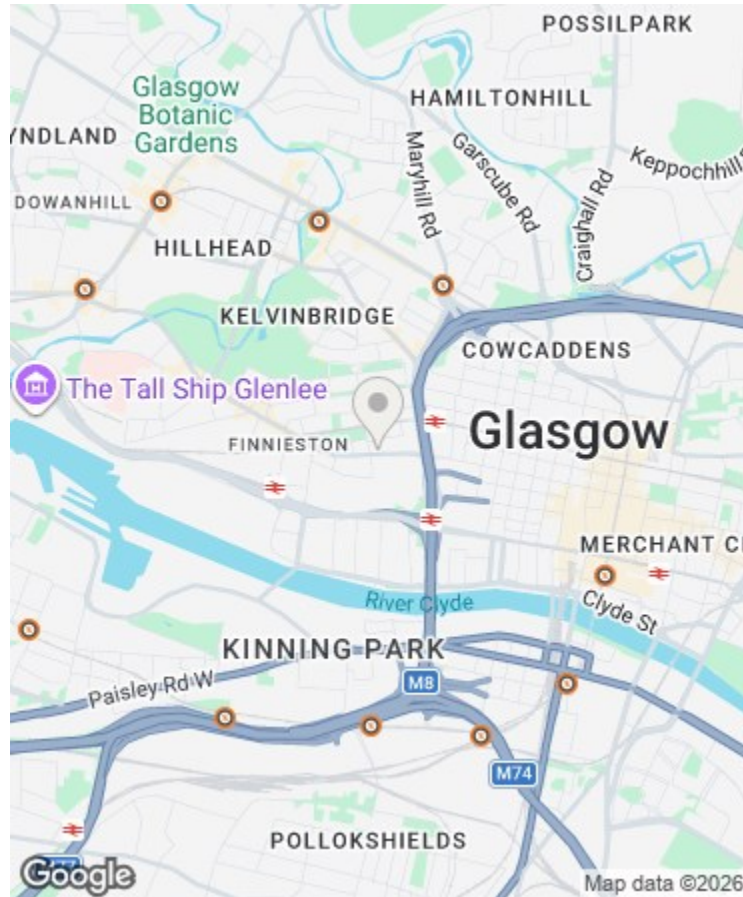 POSSILPARK
Glasgow
Botanic
Gardens
HAMILTONHILL
YNDLAND
Maryhill Rd
Garscube Rd
Keppochhill
Craighall Rd
DOWANHILL
HILLHEAD
KELVINBRIDGE
COWCADDENS
The Tall Ship Glenlee
Glasgow
FINNIESTON
MERCHANT CI
River Clyde
Clyde St
KINNING PARK
Paisley Rd W
M8
M74
POLLOKSHIELDS
M77
Google
Map data ©2026